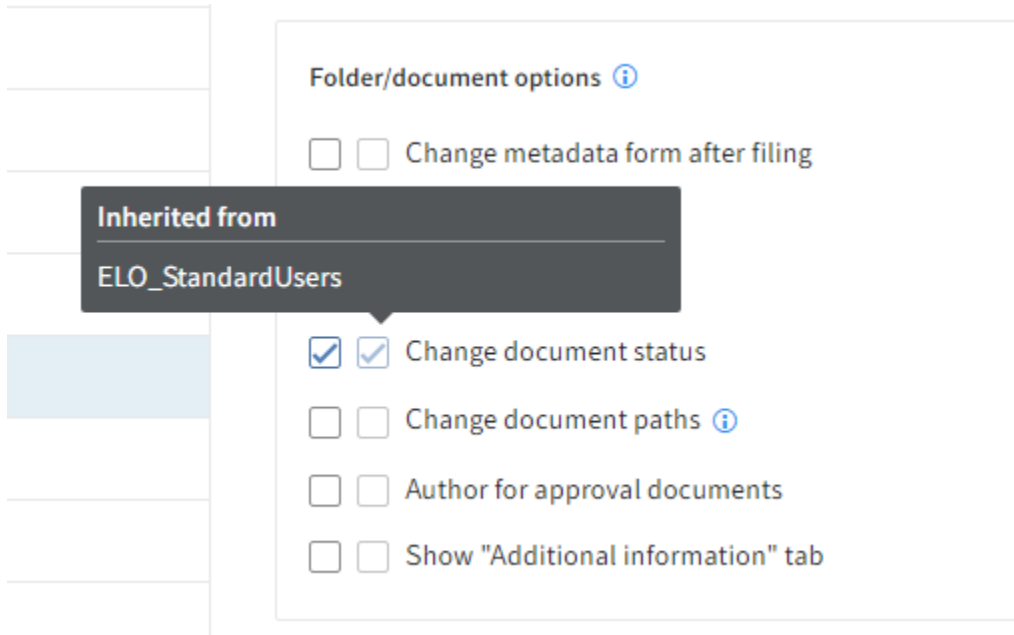 Folder/document options
Change metadata form after filing
Inherited from
ELO_StandardUsers
Change document status
Change document paths
Author for approval documents
Show "Additional information" tab